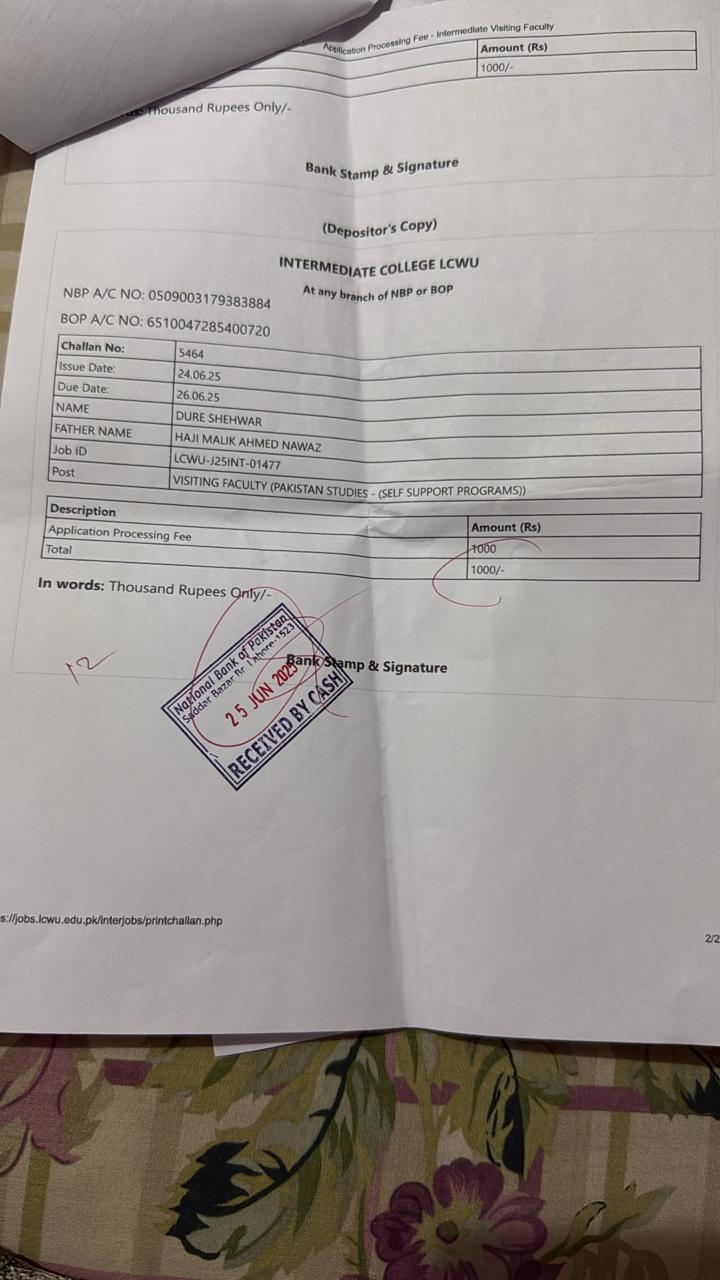 Application Processing Fee - Intermediate Visiting Faculty
Amount (Rs)
1000/-
Thousand Rupees Only/-
Bank Stamp & Signature
(Depositor's Copy)
INTERMEDIATE COLLEGE LCWU
At any branch of NBP or BOP
NBP A/C NO: 0509003179383884
BOP A/C NO: 6510047285400720
Challan No: 5464
Issue Date: 24.06.25
Due Date: 26.06.25
NAME DURE SHEHWAR
FATHER NAME HAJI MALIK AHMED NAWAZ
Job ID LCWU-J25INT-01477
Post VISITING FACULTY (PAKISTAN STUDIES - (SELF SUPPORT PROGRAMS))
Description Amount (Rs)
Application Processing Fee 1000
Total 1000/-
In words: Thousand Rupees Only/-
Bank Stamp & Signature
National Bank of Pakistan
Saddar Bazar Br. Lahore-1523
25 JUN 2025
RECEIVED BY CASH
12
s://jobs.lcwu.edu.pk/interjobs/printchallan.php
2/2